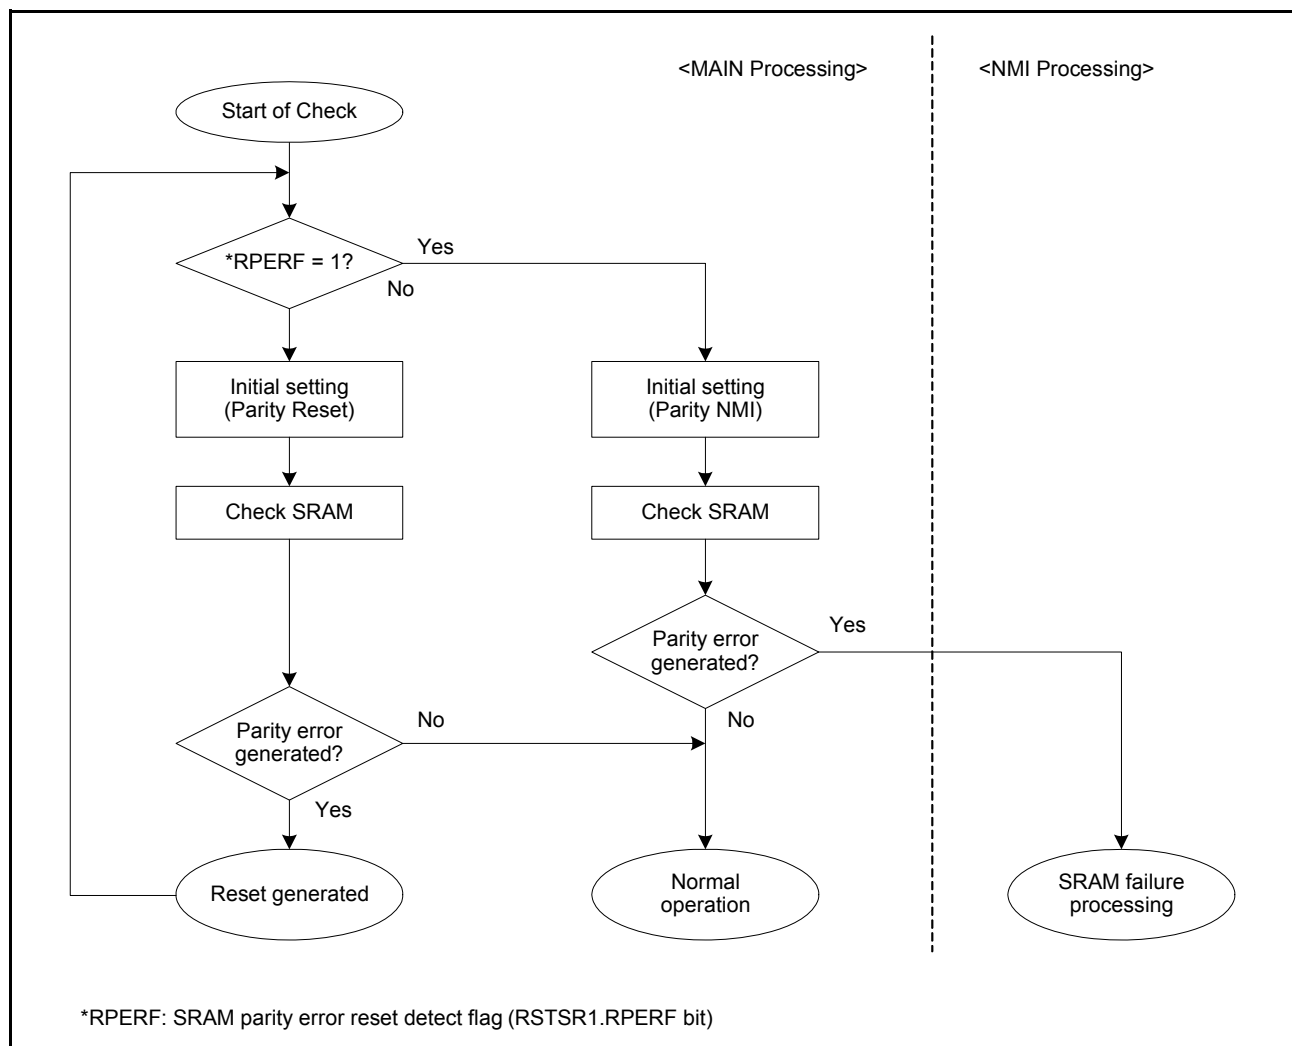 <MAIN Processing>
<NMI Processing>
Start of Check
*RPERF = 1?
Yes
No
Initial setting
(Parity Reset)
Initial setting
(Parity NMI)
Check SRAM
Check SRAM
Parity error
generated?
Yes
No
Parity error
generated?
No
Yes
Reset generated
Normal
operation
SRAM failure
processing
*RPERF: SRAM parity error reset detect flag (RSTSR1.RPERF bit)